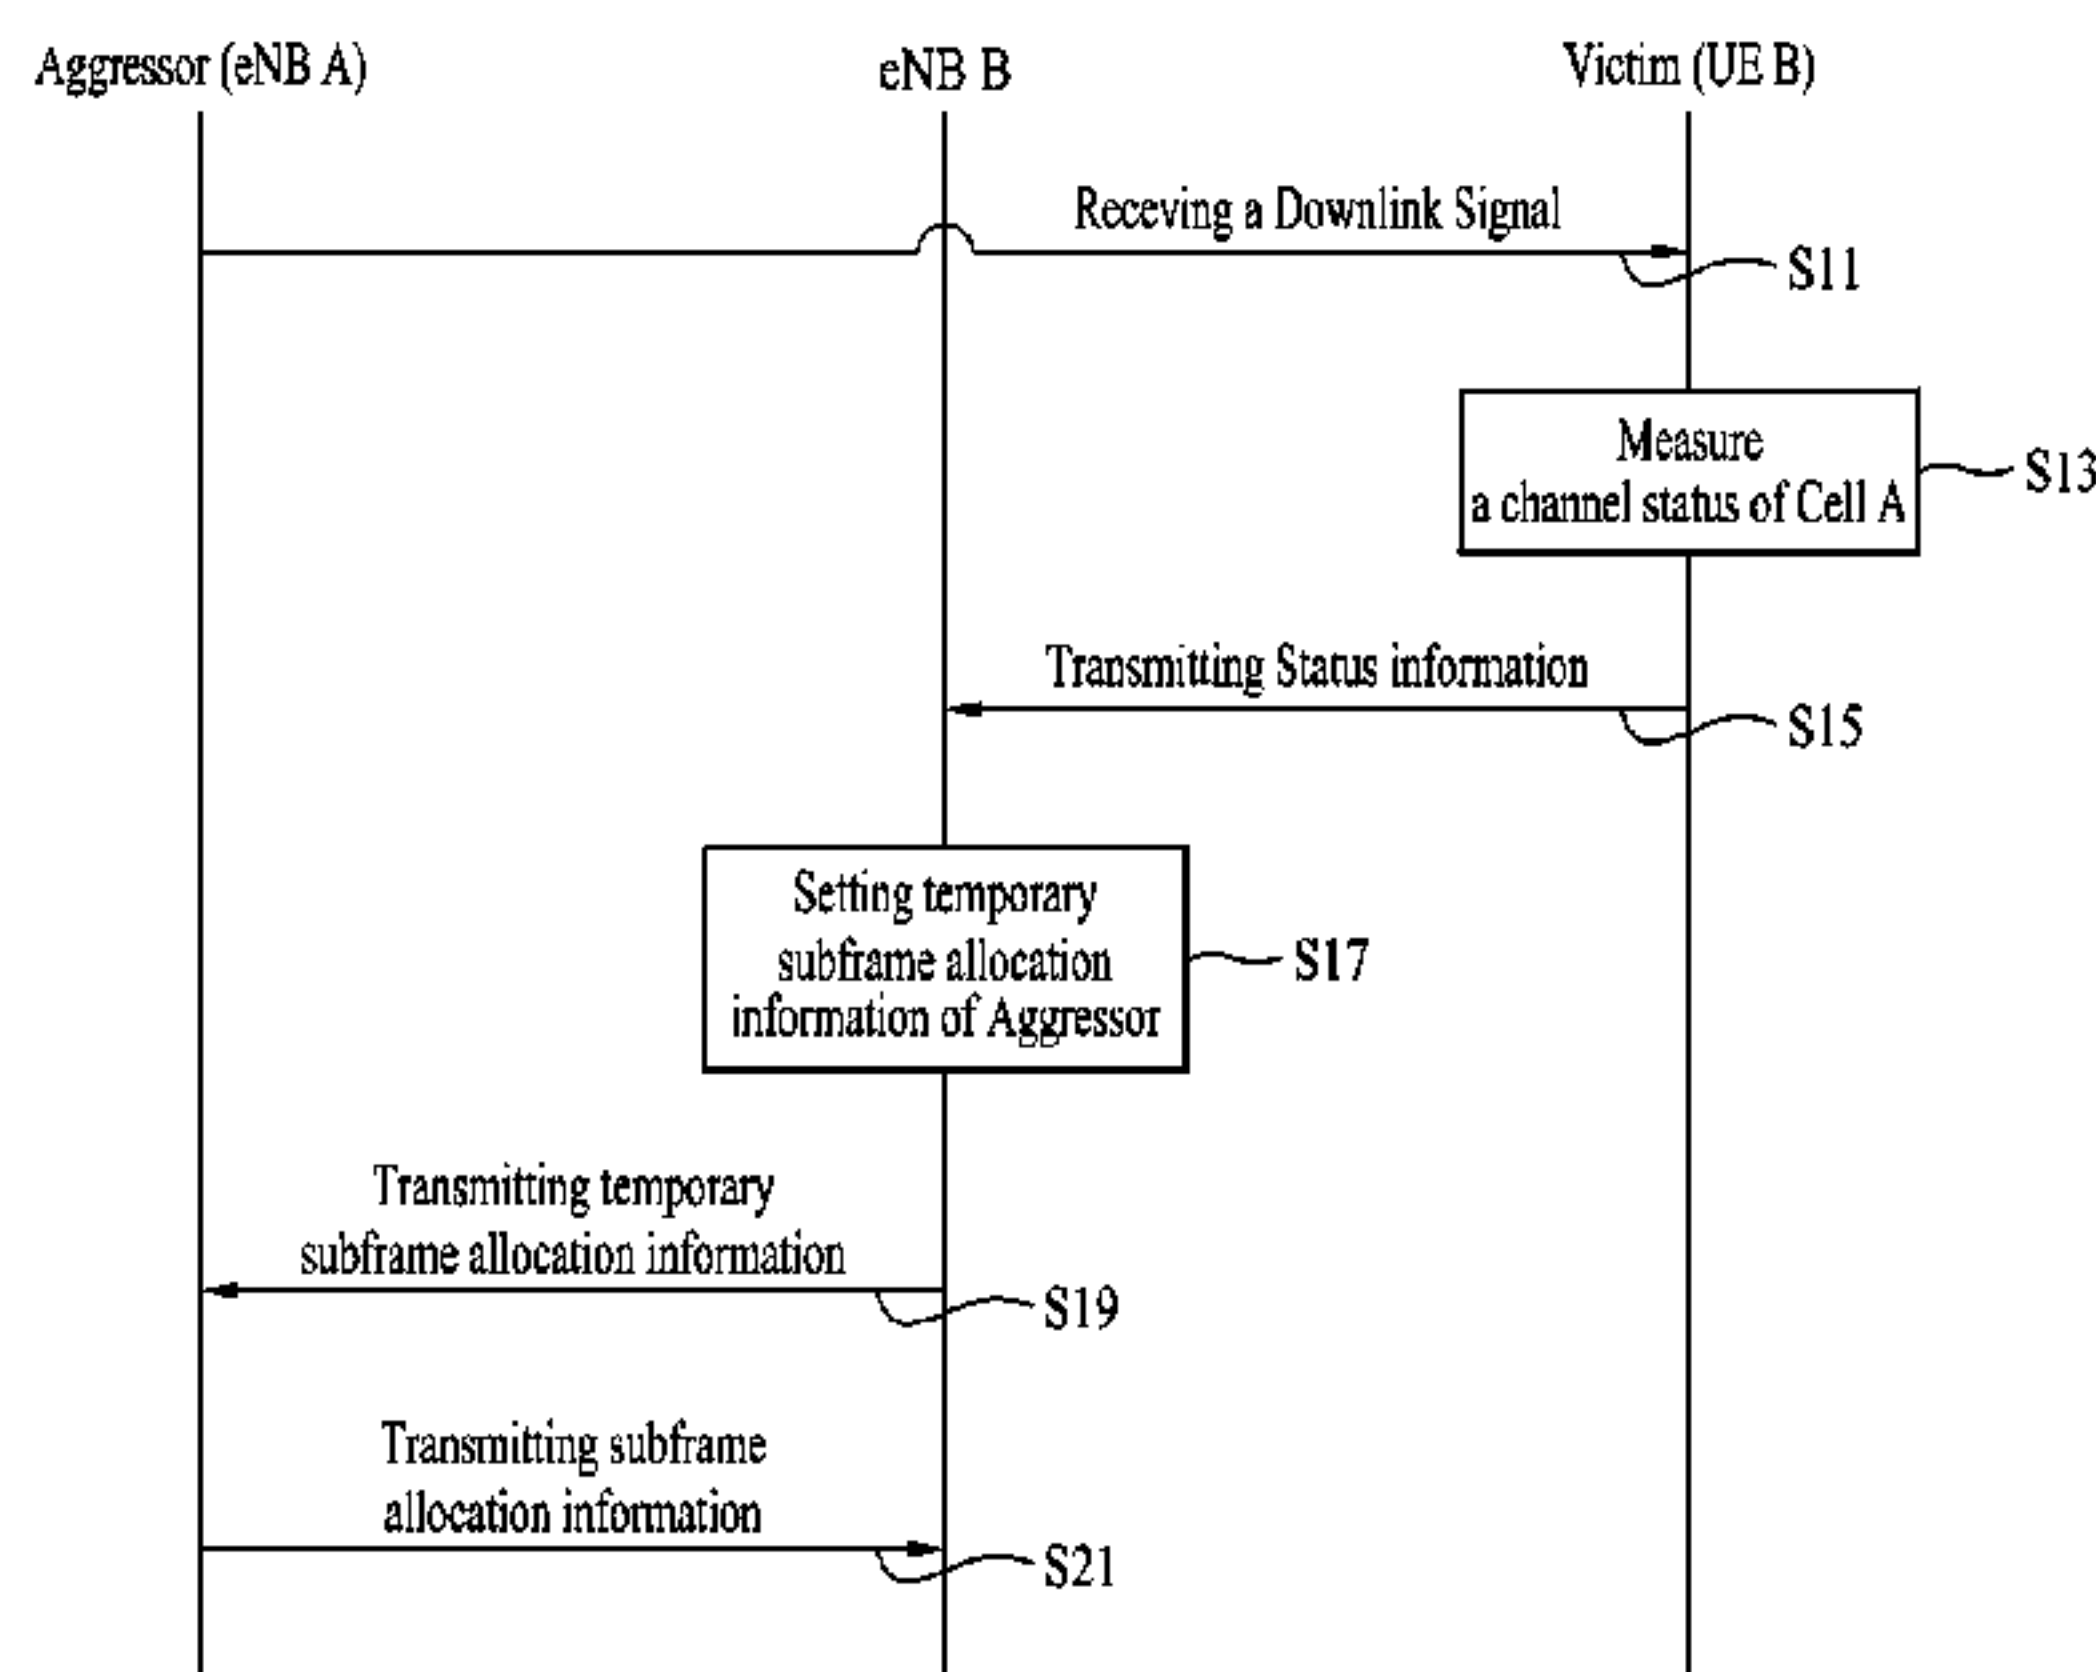 Aggressor (eNB A)
eNB B
Victim (UE B)
Receving a Downlink Signal
S11
Measure
a channel status of Cell A
S13
Transmitting Status information
S15
Setting temporary
subframe allocation
information of Aggressor
S17
Transmitting temporary
subframe allocation information
S19
Transmitting subframe
allocation information
S21